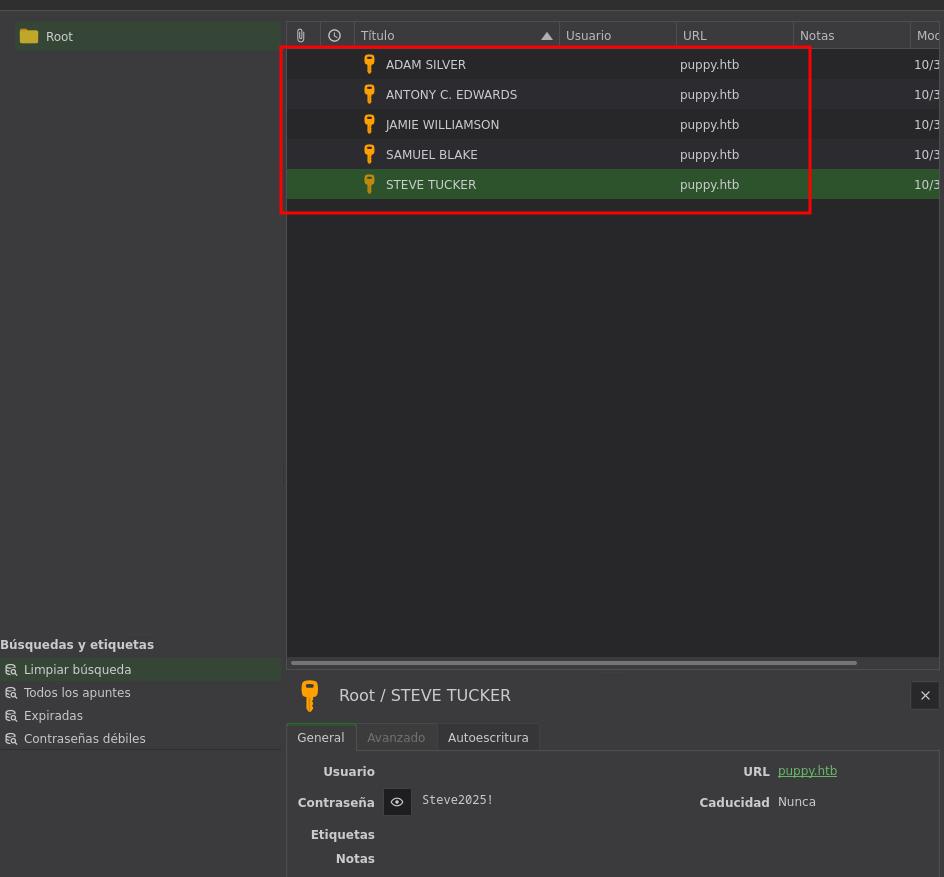 Root
Título Usuario URL Notas Moc
ADAM SILVER puppy.htb 10/3
ANTONY C. EDWARDS puppy.htb 10/3
JAMIE WILLIAMSON puppy.htb 10/3
SAMUEL BLAKE puppy.htb 10/3
STEVE TUCKER puppy.htb 10/3
Búsquedas y etiquetas
Limpiar búsqueda
Todos los apuntes
Expiradas
Contraseñas débiles
Root / STEVE TUCKER
General Avanzado Autoescritura
Usuario URL puppy.htb
Contraseña Steve2025! Caducidad Nunca
Etiquetas
Notas